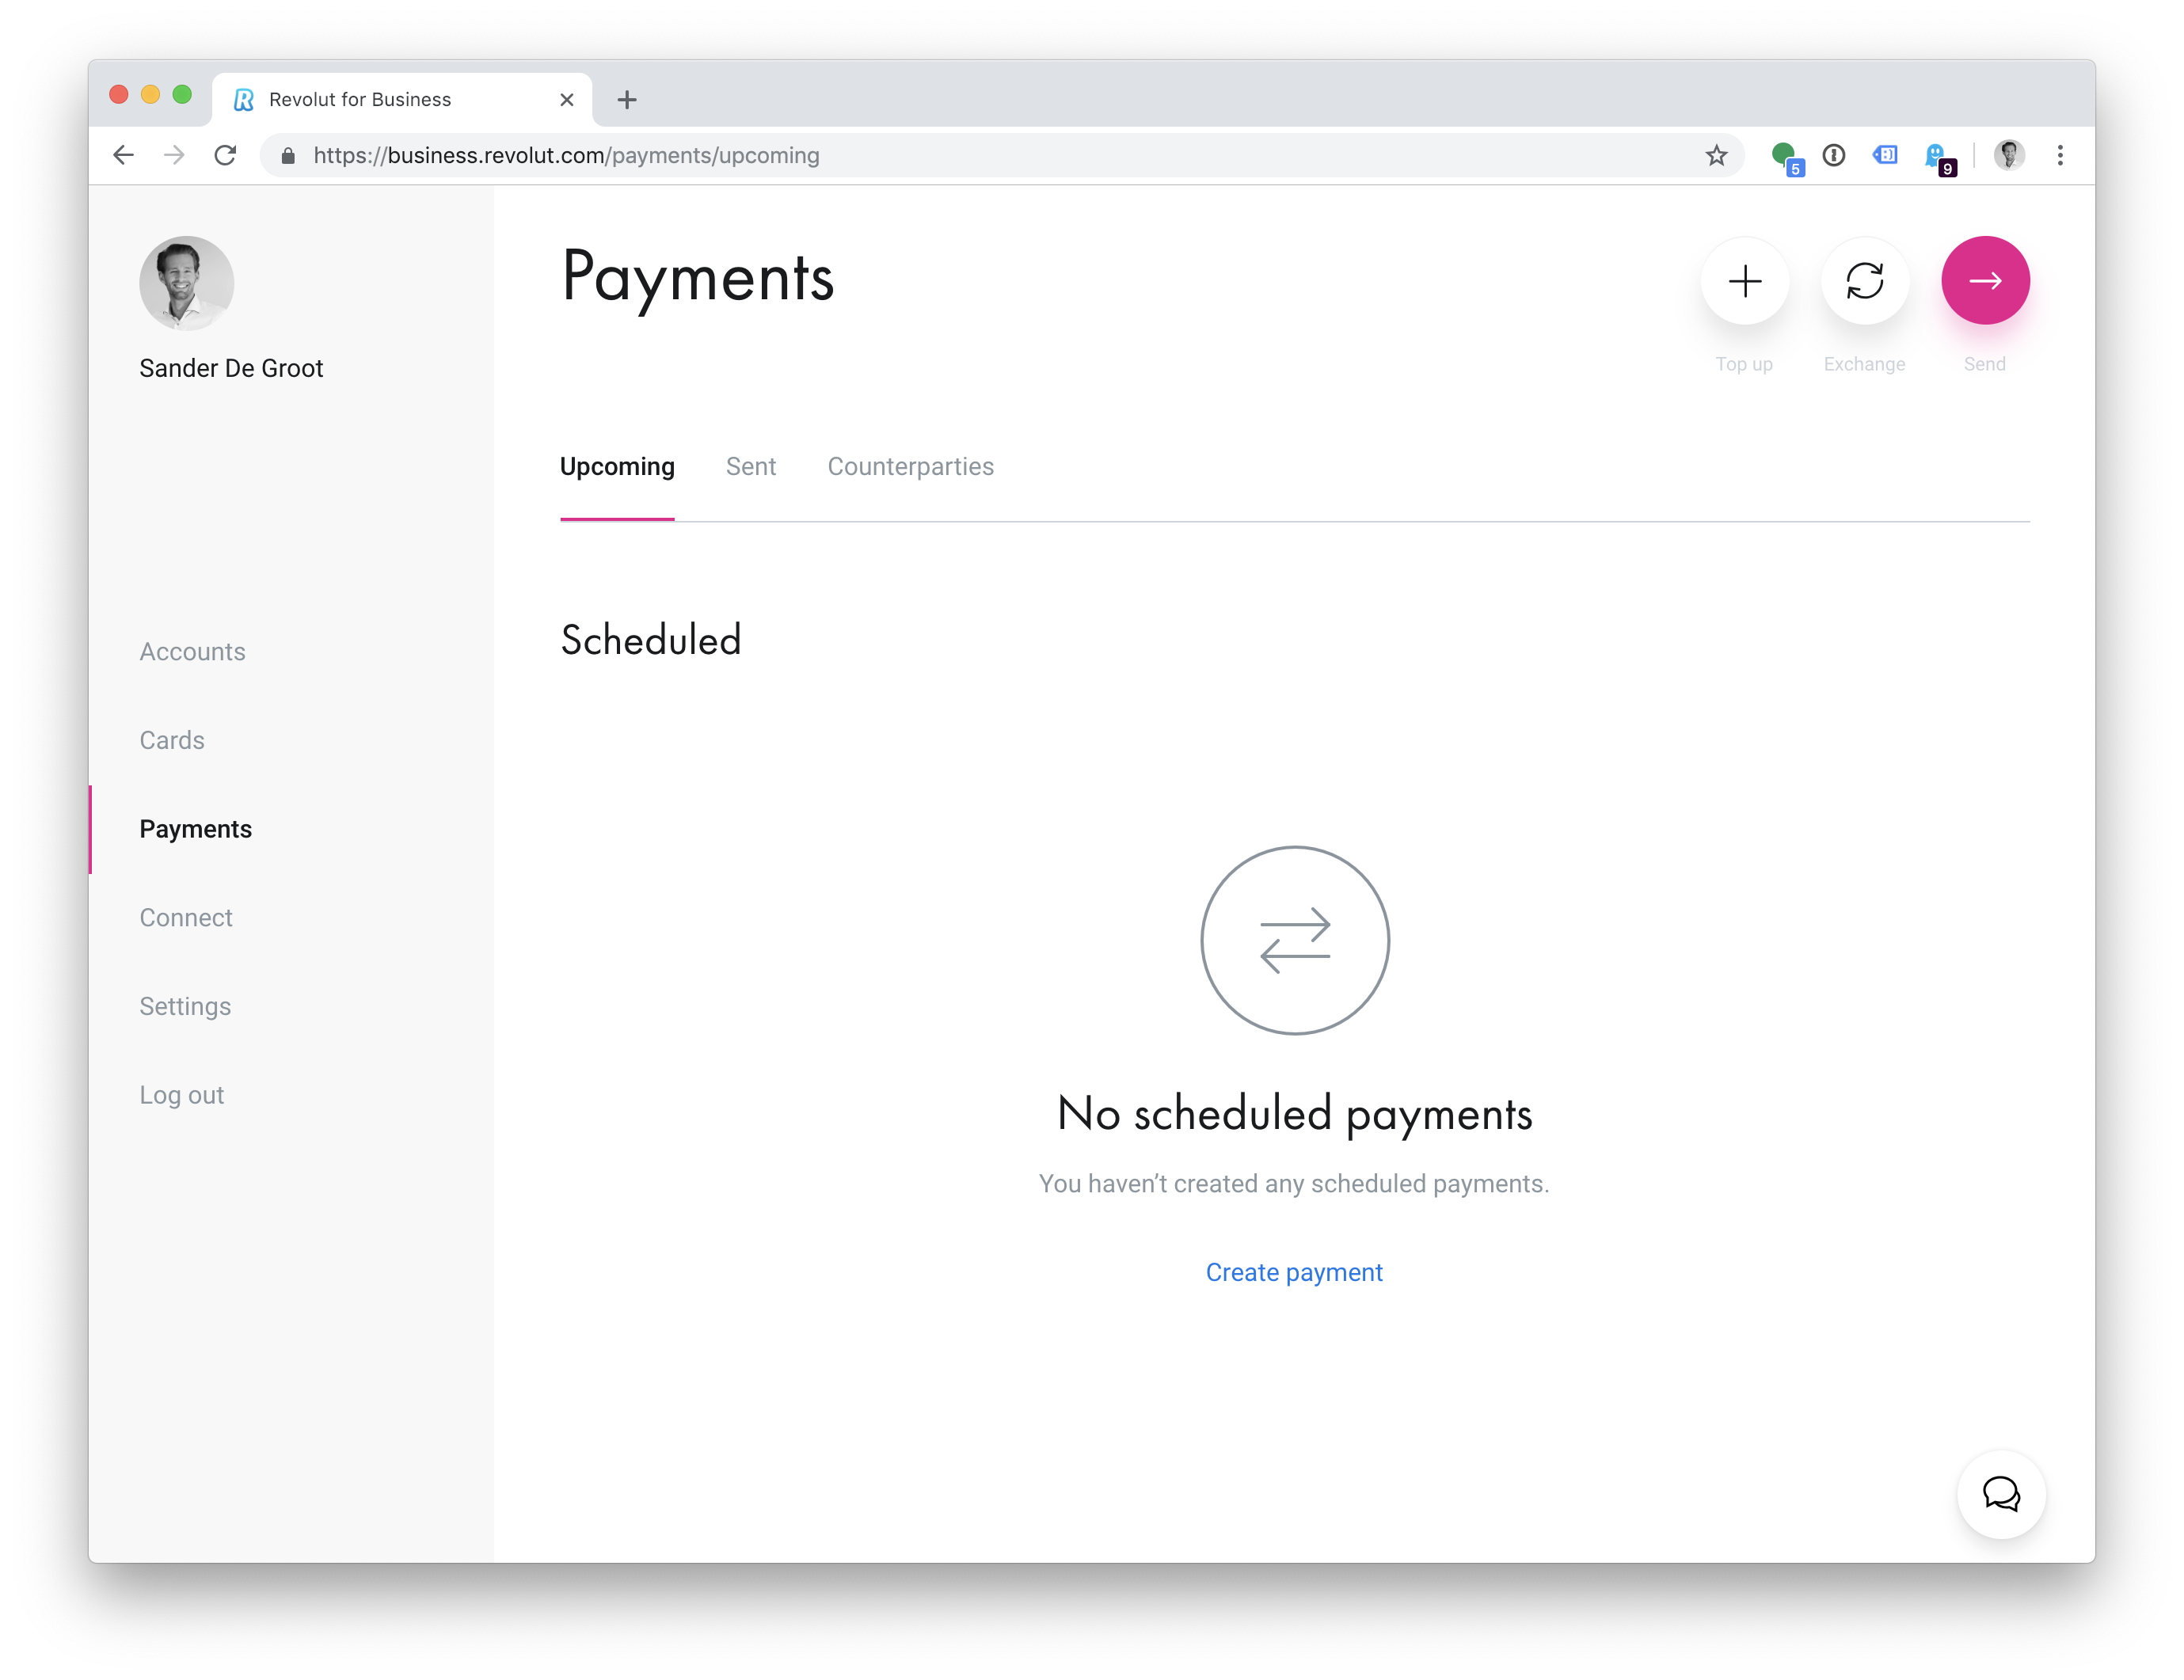 Revolut for Business
https://business.revolut.com/payments/upcoming
5
9
Sander De Groot
Accounts
Cards
Payments
Connect
Settings
Log out
Payments
Top up
Exchange
Send
Upcoming Sent Counterparties
Scheduled
No scheduled payments
You haven’t created any scheduled payments.
Create payment